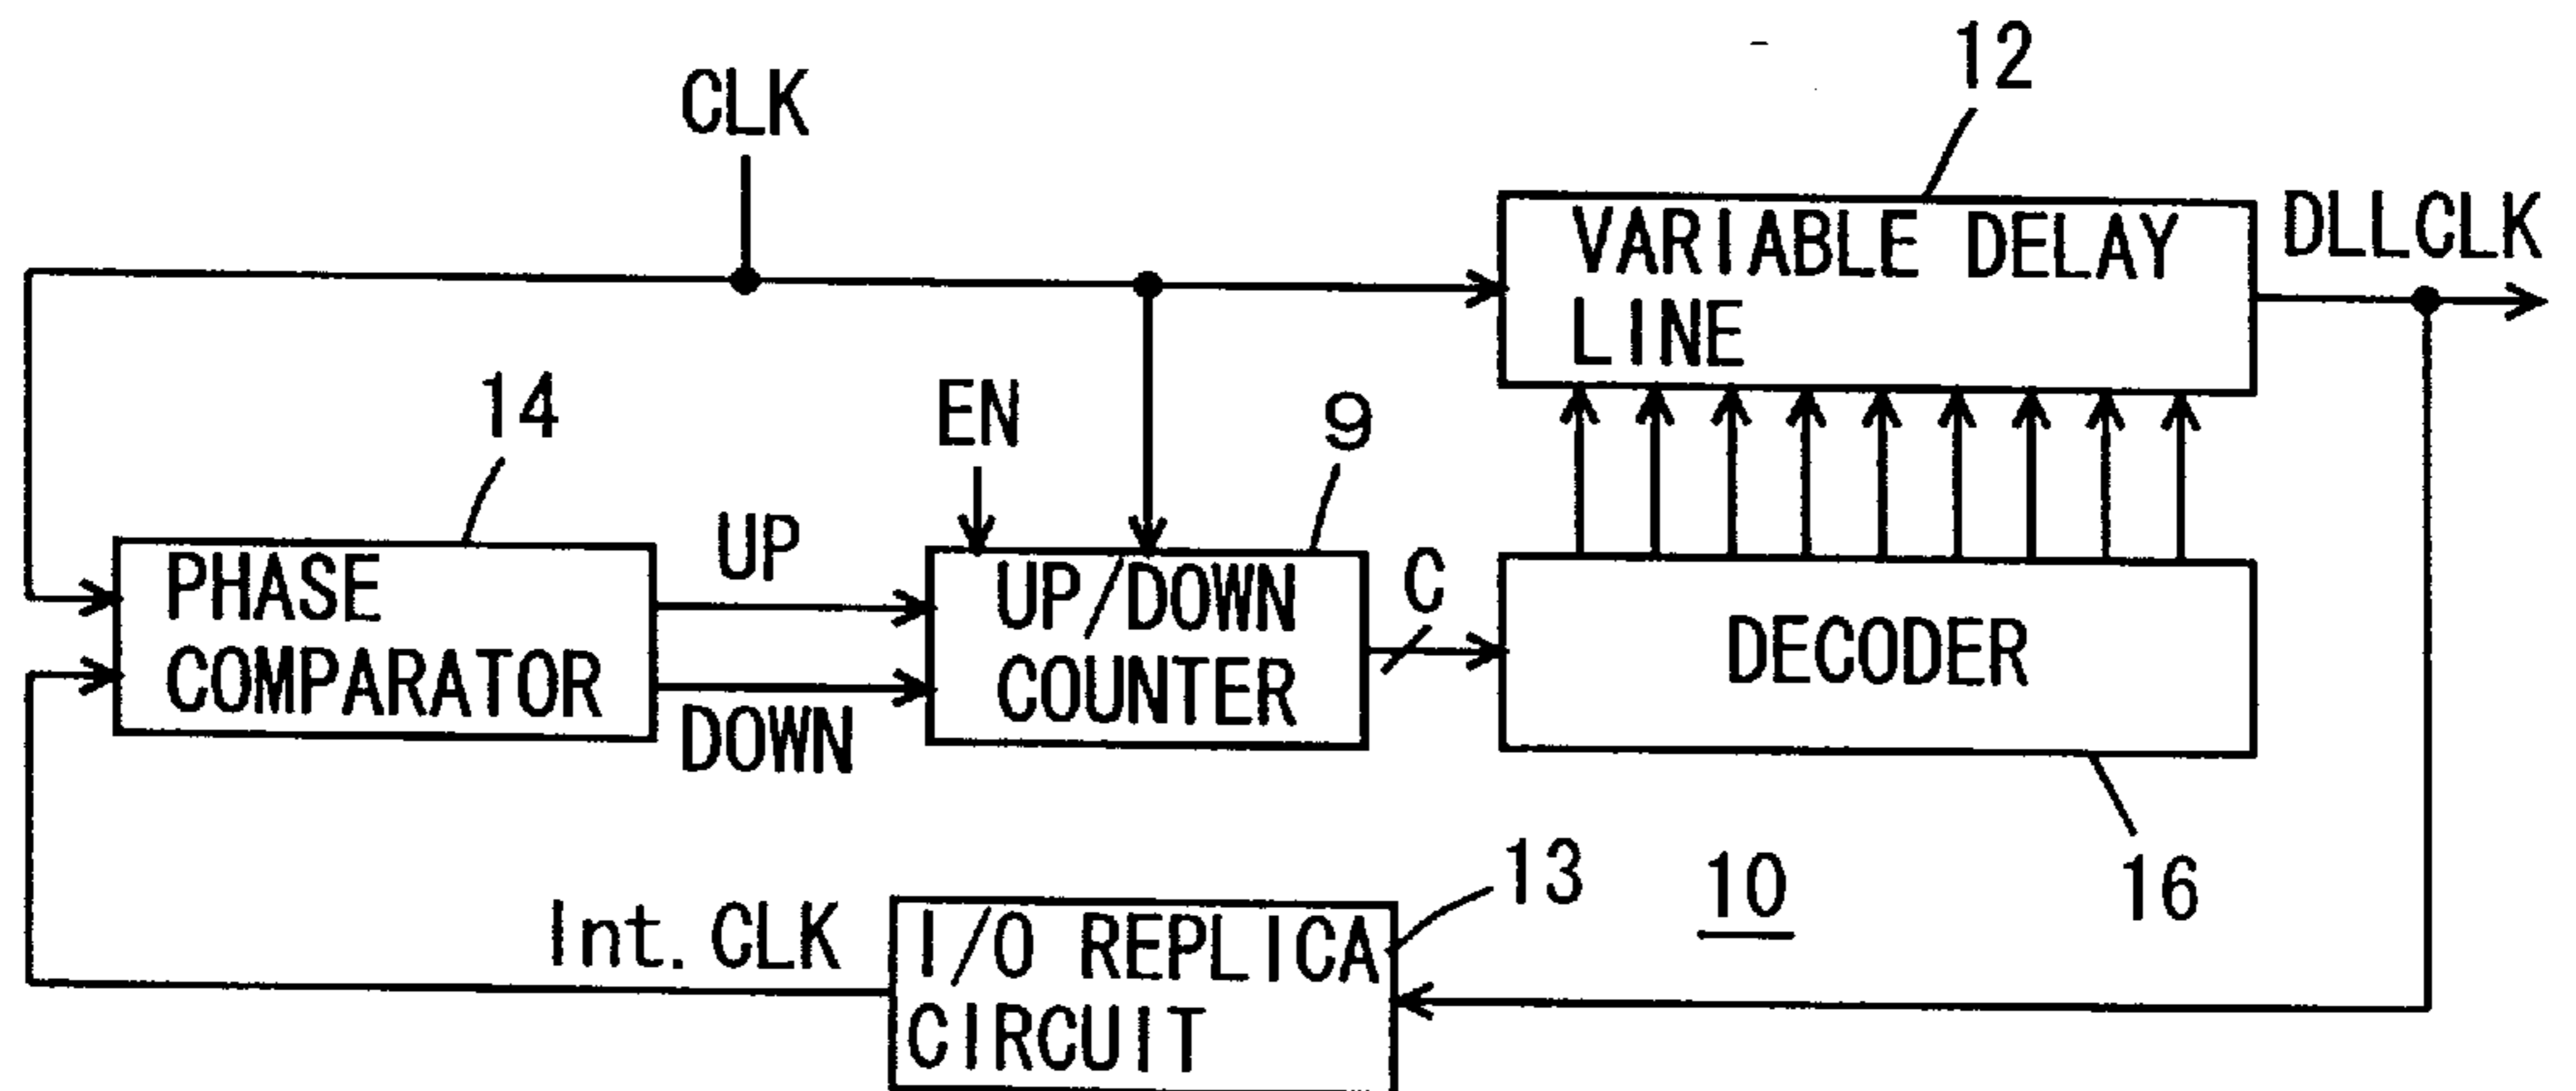 12
CLK
VARIABLE DELAY
LINE
DLLCLK
14
EN
9
UP
PHASE
COMPARATOR
DOWN
UP/DOWN
COUNTER
C
DECODER
13
10
16
Int.CLK
I/O REPLICA
CIRCUIT